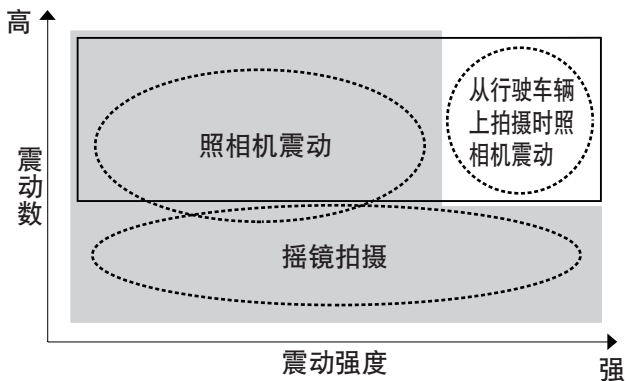 高
从行驶车辆
上拍摄时照
相机震动
照相机震动
震动数
摇镜拍摄
震动强度
强